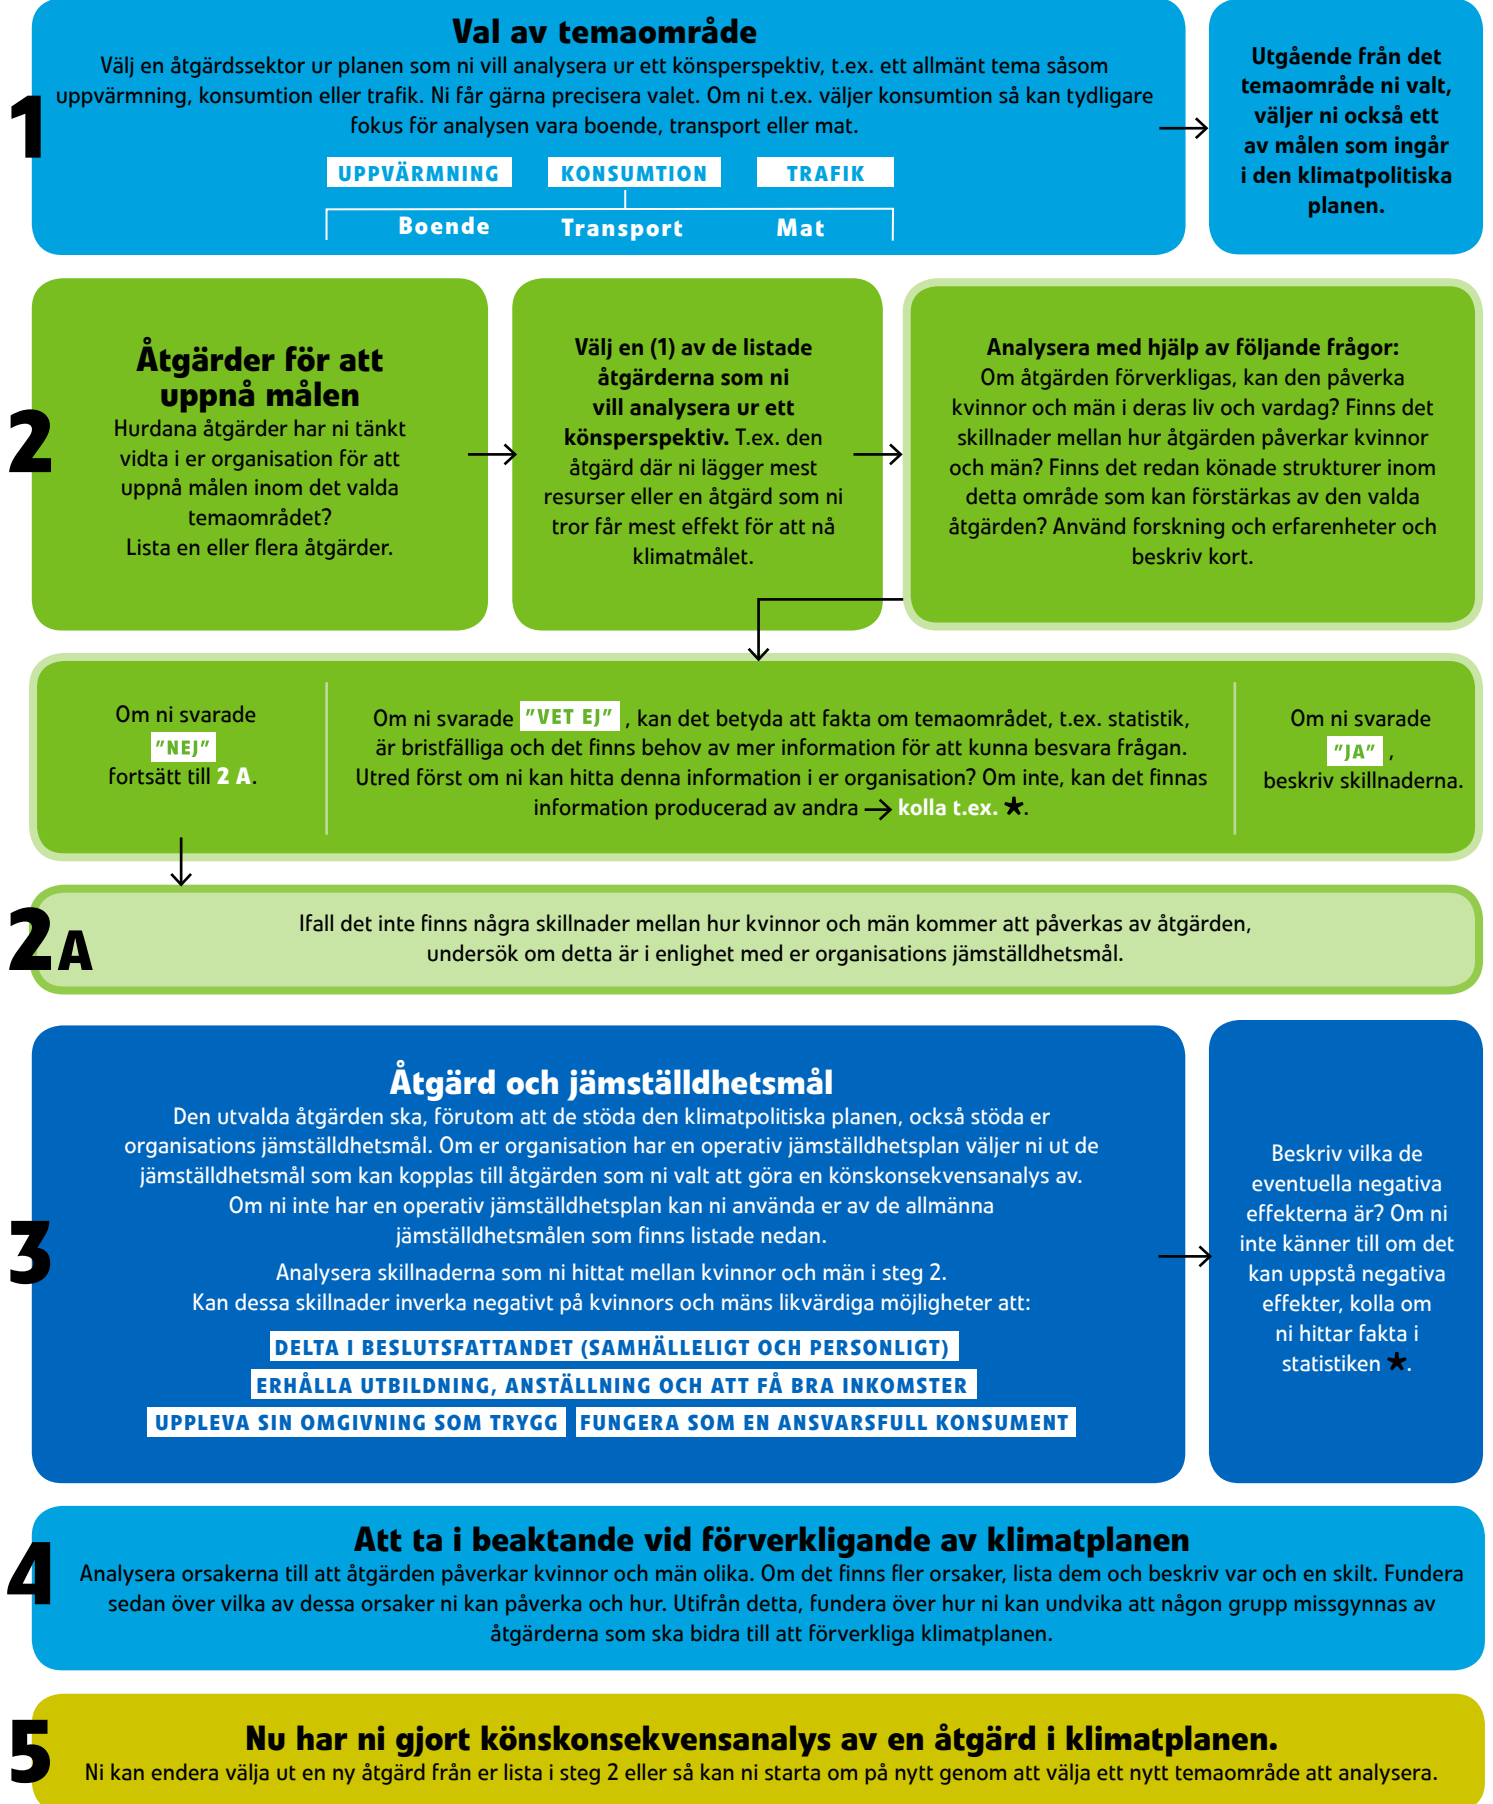 1
Val av temaområde
Välj en åtgärdssektor ur planen som ni vill analysera ur ett könsperspektiv, t.ex. ett allmänt tema såsom
uppvärmning, konsumtion eller trafik. Ni får gärna precisera valet. Om ni t.ex. väljer konsumtion så kan tydligare
fokus för analysen vara boende, transport eller mat.
UPPVÄRMNING
KONSUMTION
TRAFIK
Boende
Transport
Mat
→
Utgående från det
temaområde ni valt,
väljer ni också ett
av målen som ingår
i den klimatpolitiska
planen.
2
Åtgärder för att
uppnå målen
Hurdana åtgärder har ni tänkt
vidta i er organisation för att
uppnå målen inom det valda
temaområdet?
Lista en eller flera åtgärder.
→
Välj en (1) av de listade
åtgärderna som ni
vill analysera ur ett
könsperspektiv. T.ex. den
åtgärd där ni lägger mest
resurser eller en åtgärd som ni
tror får mest effekt för att nå
klimatmålet.
→
Analysera med hjälp av följande frågor:
Om åtgärden förverkligas, kan den påverka
kvinnor och män i deras liv och vardag? Finns det
skillnader mellan hur åtgärden påverkar kvinnor
och män? Finns det redan könade strukturer inom
detta område som kan förstärkas av den valda
åtgärden? Använd forskning och erfarenheter och
beskriv kort.
Om ni svarade
"NEJ"
fortsätt till 2 A.
Om ni svarade "VET EJ" , kan det betyda att fakta om temaområdet, t.ex. statistik,
är bristfälliga och det finns behov av mer information för att kunna besvara frågan.
Utred först om ni kan hitta denna information i er organisation? Om inte, kan det finnas
information producerad av andra → kolla t.ex. ★.
Om ni svarade
"JA" ,
beskriv skillnaderna.
2A
Ifall det inte finns några skillnader mellan hur kvinnor och män kommer att påverkas av åtgärden,
undersök om detta är i enlighet med er organisations jämställdhetsmål.
3
Åtgärd och jämställdhetsmål
Den utvalda åtgärden ska, förutom att de stöda den klimatpolitiska planen, också stöda er
organisations jämställdhetsmål. Om er organisation har en operativ jämställdhetsplan väljer ni ut de
jämställdhetsmål som kan kopplas till åtgärden som ni valt att göra en könskonsekvensanalys av.
Om ni inte har en operativ jämställdhetsplan kan ni använda er av de allmänna
jämställdhetsmålen som finns listade nedan.
Analysera skillnaderna som ni hittat mellan kvinnor och män i steg 2.
Kan dessa skillnader inverka negativt på kvinnors och mäns likvärdiga möjligheter att:
DELTA I BESLUTSFATTANDET (SAMHÄLLELIGT OCH PERSONLIGT)
ERHÅLLA UTBILDNING, ANSTÄLLNING OCH ATT FÅ BRA INKOMSTER
UPPLEVA SIN OMGIVNING SOM TRYGG
FUNGERA SOM EN ANSVARSFULL KONSUMENT
→
Beskriv vilka de
eventuella negativa
effekterna är? Om ni
inte känner till om det
kan uppstå negativa
effekter, kolla om
ni hittar fakta i
statistiken ★.
4
Att ta i beaktande vid förverkligande av klimatplanen
Analysera orsakerna till att åtgärden påverkar kvinnor och män olika. Om det finns fler orsaker, lista dem och beskriv var och en skilt. Fundera
sedan över vilka av dessa orsaker ni kan påverka och hur. Utifrån detta, fundera över hur ni kan undvika att någon grupp missgynnas av
åtgärderna som ska bidra till att förverkliga klimatplanen.
5
Nu har ni gjort könskonsekvensanalys av en åtgärd i klimatplanen.
Ni kan endera välja ut en ny åtgärd från er lista i steg 2 eller så kan ni starta om på nytt genom att välja ett nytt temaområde att analysera.